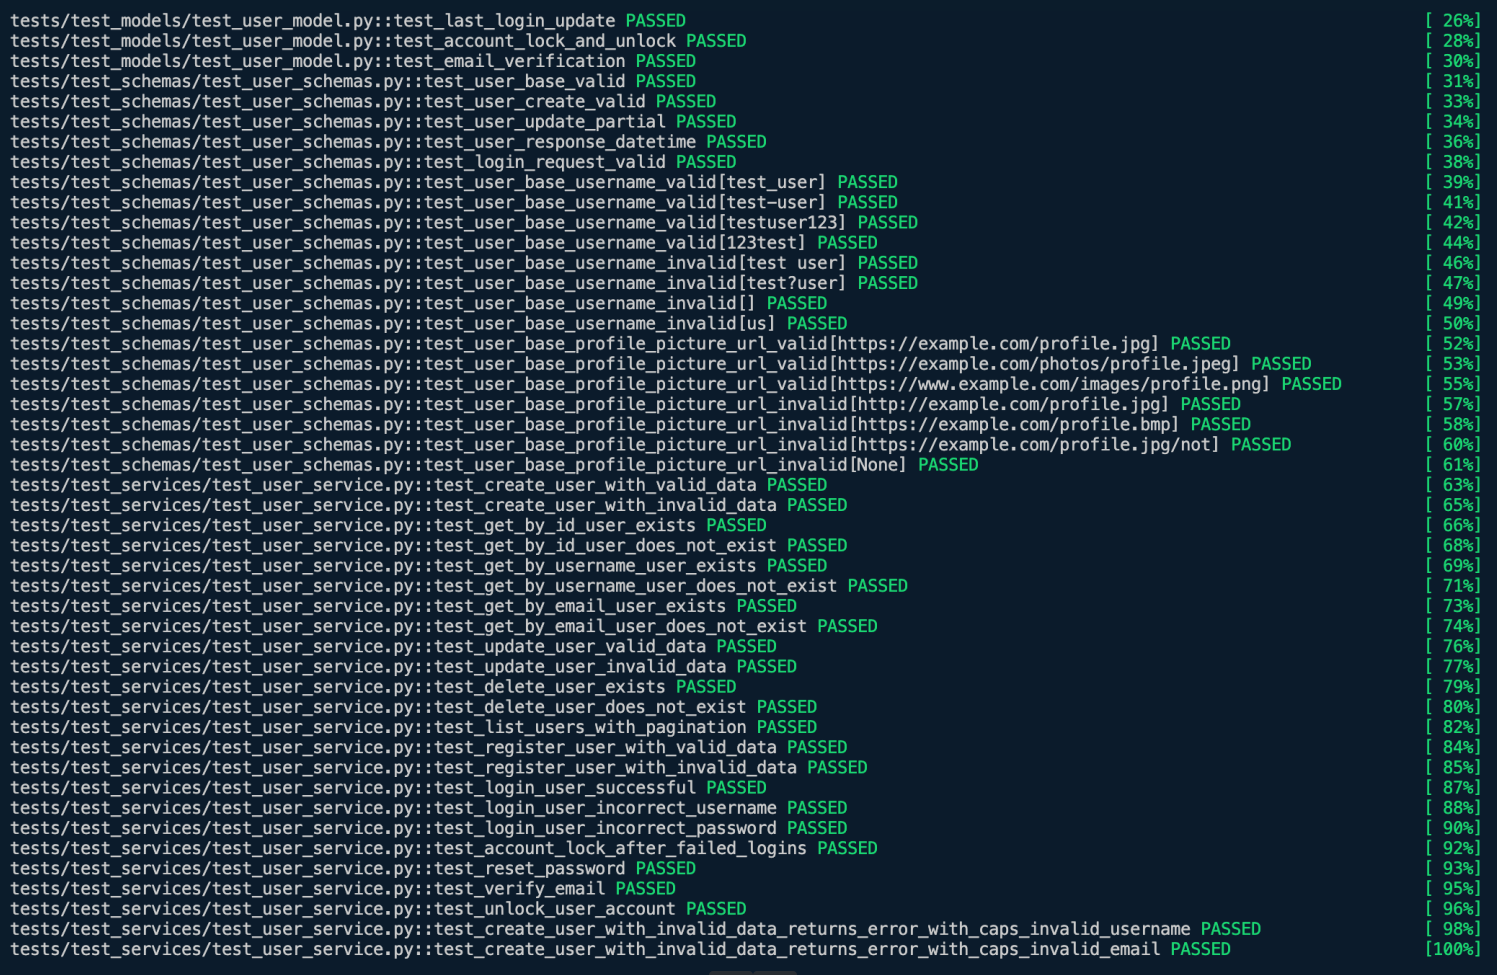 tests/test_models/test_user_model.py::test_last_login_update PASSED [ 26%]
tests/test_models/test_user_model.py::test_account_lock_and_unlock PASSED [ 28%]
tests/test_models/test_user_model.py::test_email_verification PASSED [ 30%]
tests/test_schemas/test_user_schemas.py::test_user_base_valid PASSED [ 31%]
tests/test_schemas/test_user_schemas.py::test_user_create_valid PASSED [ 33%]
tests/test_schemas/test_user_schemas.py::test_user_update_partial PASSED [ 34%]
tests/test_schemas/test_user_schemas.py::test_user_response_datetime PASSED [ 36%]
tests/test_schemas/test_user_schemas.py::test_login_request_valid PASSED [ 38%]
tests/test_schemas/test_user_schemas.py::test_user_base_username_valid[test_user] PASSED [ 39%]
tests/test_schemas/test_user_schemas.py::test_user_base_username_valid[test-user] PASSED [ 41%]
tests/test_schemas/test_user_schemas.py::test_user_base_username_valid[testuser123] PASSED [ 42%]
tests/test_schemas/test_user_schemas.py::test_user_base_username_valid[123test] PASSED [ 44%]
tests/test_schemas/test_user_schemas.py::test_user_base_username_invalid[test user] PASSED [ 46%]
tests/test_schemas/test_user_schemas.py::test_user_base_username_invalid[test?user] PASSED [ 47%]
tests/test_schemas/test_user_schemas.py::test_user_base_username_invalid[] PASSED [ 49%]
tests/test_schemas/test_user_schemas.py::test_user_base_username_invalid[us] PASSED [ 50%]
tests/test_schemas/test_user_schemas.py::test_user_base_profile_picture_url_valid[https://example.com/profile.jpg] PASSED [ 52%]
tests/test_schemas/test_user_schemas.py::test_user_base_profile_picture_url_valid[https://example.com/photos/profile.jpeg] PASSED [ 53%]
tests/test_schemas/test_user_schemas.py::test_user_base_profile_picture_url_valid[https://www.example.com/images/profile.png] PASSED [ 55%]
tests/test_schemas/test_user_schemas.py::test_user_base_profile_picture_url_invalid[http://example.com/profile.jpg] PASSED [ 57%]
tests/test_schemas/test_user_schemas.py::test_user_base_profile_picture_url_invalid[https://example.com/profile.bmp] PASSED [ 58%]
tests/test_schemas/test_user_schemas.py::test_user_base_profile_picture_url_invalid[https://example.com/profile.jpg/not] PASSED [ 60%]
tests/test_schemas/test_user_schemas.py::test_user_base_profile_picture_url_invalid[None] PASSED [ 61%]
tests/test_services/test_user_service.py::test_create_user_with_valid_data PASSED [ 63%]
tests/test_services/test_user_service.py::test_create_user_with_invalid_data PASSED [ 65%]
tests/test_services/test_user_service.py::test_get_by_id_user_exists PASSED [ 66%]
tests/test_services/test_user_service.py::test_get_by_id_user_does_not_exist PASSED [ 68%]
tests/test_services/test_user_service.py::test_get_by_username_user_exists PASSED [ 69%]
tests/test_services/test_user_service.py::test_get_by_username_user_does_not_exist PASSED [ 71%]
tests/test_services/test_user_service.py::test_get_by_email_user_exists PASSED [ 73%]
tests/test_services/test_user_service.py::test_get_by_email_user_does_not_exist PASSED [ 74%]
tests/test_services/test_user_service.py::test_update_user_valid_data PASSED [ 76%]
tests/test_services/test_user_service.py::test_update_user_invalid_data PASSED [ 77%]
tests/test_services/test_user_service.py::test_delete_user_exists PASSED [ 79%]
tests/test_services/test_user_service.py::test_delete_user_does_not_exist PASSED [ 80%]
tests/test_services/test_user_service.py::test_list_users_with_pagination PASSED [ 82%]
tests/test_services/test_user_service.py::test_register_user_with_valid_data PASSED [ 84%]
tests/test_services/test_user_service.py::test_register_user_with_invalid_data PASSED [ 85%]
tests/test_services/test_user_service.py::test_login_user_successful PASSED [ 87%]
tests/test_services/test_user_service.py::test_login_user_incorrect_username PASSED [ 88%]
tests/test_services/test_user_service.py::test_login_user_incorrect_password PASSED [ 90%]
tests/test_services/test_user_service.py::test_account_lock_after_failed_logins PASSED [ 92%]
tests/test_services/test_user_service.py::test_reset_password PASSED [ 93%]
tests/test_services/test_user_service.py::test_verify_email PASSED [ 95%]
tests/test_services/test_user_service.py::test_unlock_user_account PASSED [ 96%]
tests/test_services/test_user_service.py::test_create_user_with_invalid_data_returns_error_with_caps_invalid_username PASSED [ 98%]
tests/test_services/test_user_service.py::test_create_user_with_invalid_data_returns_error_with_caps_invalid_email PASSED [100%]